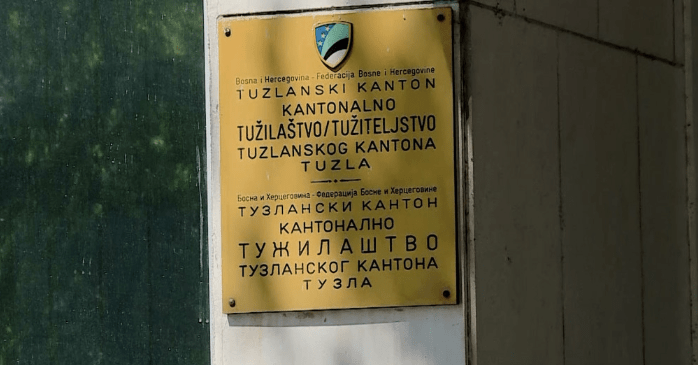 Bosna i Hercegovina - Federacija Bosne i Hercegovine
TUZLANSKI KANTON
KANTONALNO
TUŽILAŠTVO/TUŽITELJSTVO
TUZLANSKOG KANTONA
TUZLA
Босна и Херцеговина - Федерација Босне и Херцеговине
ТУЗЛАНСКИ КАНТОН
КАНТОНАЛНО
ТУЖИЛАШТВО
ТУЗЛАНСКОГ КАНТОНА
ТУЗЛА